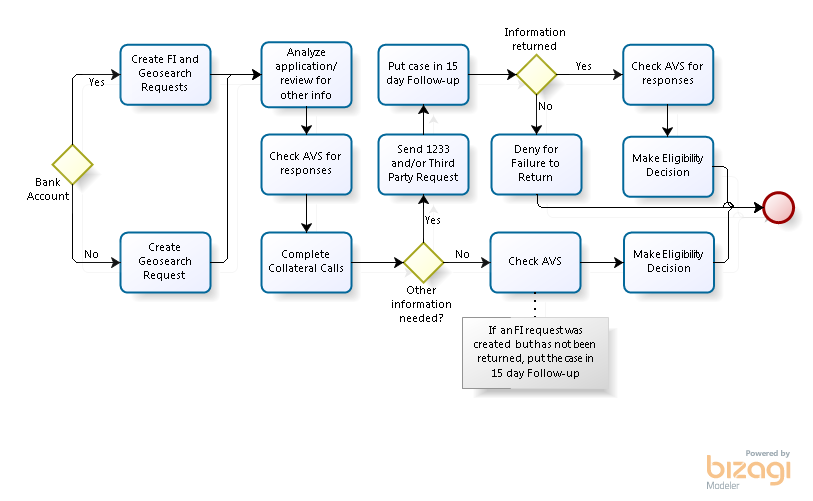 Bank
Account
Yes
No
Create FI and
Geosearch
Requests
Create
Geosearch
Request
Analyze
application/
review for
other info
Check AVS for
responses
Complete
Collateral Calls
Other
information
needed?
Yes
No
Send 1233
and/or Third
Party Request
Put case in 15
day Follow-up
Information
returned
Yes
No
Check AVS for
responses
Make Eligibility
Decision
Deny for
Failure to
Return
Check AVS
Make Eligibility
Decision
If an FI request was
created but has not been
returned, put the case in
15 day Follow-up
Powered by
bizagi
Modeler